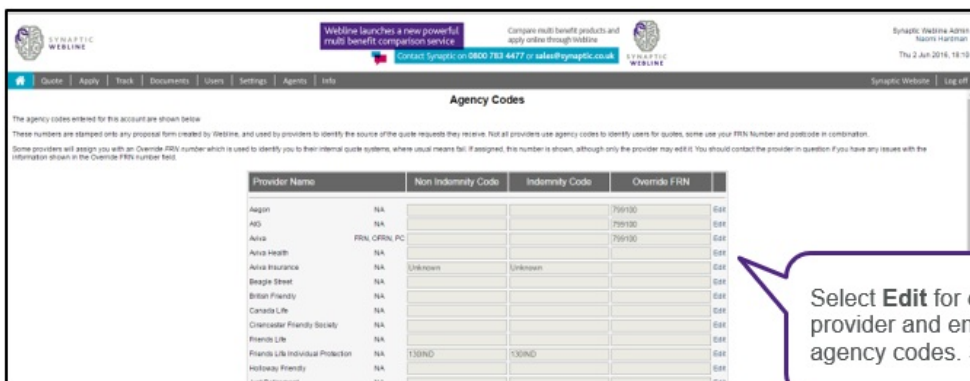 SYNAPTIC
WEBLINE
Webline launches a new powerful
multi benefit comparison service
Compare multi benefit products and
apply online through Webline
Contact Synaptic on 0800 783 4477 or sales@synaptic.co.uk
SYNAPTIC
WEBLINE
Synaptic Webline Admin
Naomi Hardman
Thu 2 Jun 2016, 18:10
Quote | Apply | Track | Documents | Users | Settings | Agents | Info
Synaptic Website | Log off
Agency Codes
The agency codes entered for this account are shown below
These numbers are stamped onto any proposal form created by Webline, and used by providers to identify the source of the quote requests they receive. Not all providers use agency codes to identify users for quotes, some use your FRN Number and postcode in combination.
Some providers will assign you with an Override FRN number which is used to identify you to their internal quote systems, where usual means fail. If assigned, this number is shown, although only the provider may edit it. You should contact the provider in question if you have any issues with the
information shown in the Override FRN number field.
Provider Name Non Indemnity Code Indemnity Code Override FRN
Aegon NA 799100 Edit
AIG NA 799100 Edit
Aviva FRN, OFRN, PC 799100 Edit
Aviva Health NA Edit
Aviva Insurance NA Unknown Unknown Edit
Beagle Street NA Edit
British Friendly NA Edit
Canada Life NA Edit
Cirencester Friendly Society NA Edit
Friends Life NA Edit
Friends Life Individual Protection NA 130IND 130IND Edit
Holloway Friendly NA Edit
Select Edit for
provider and
agency codes.